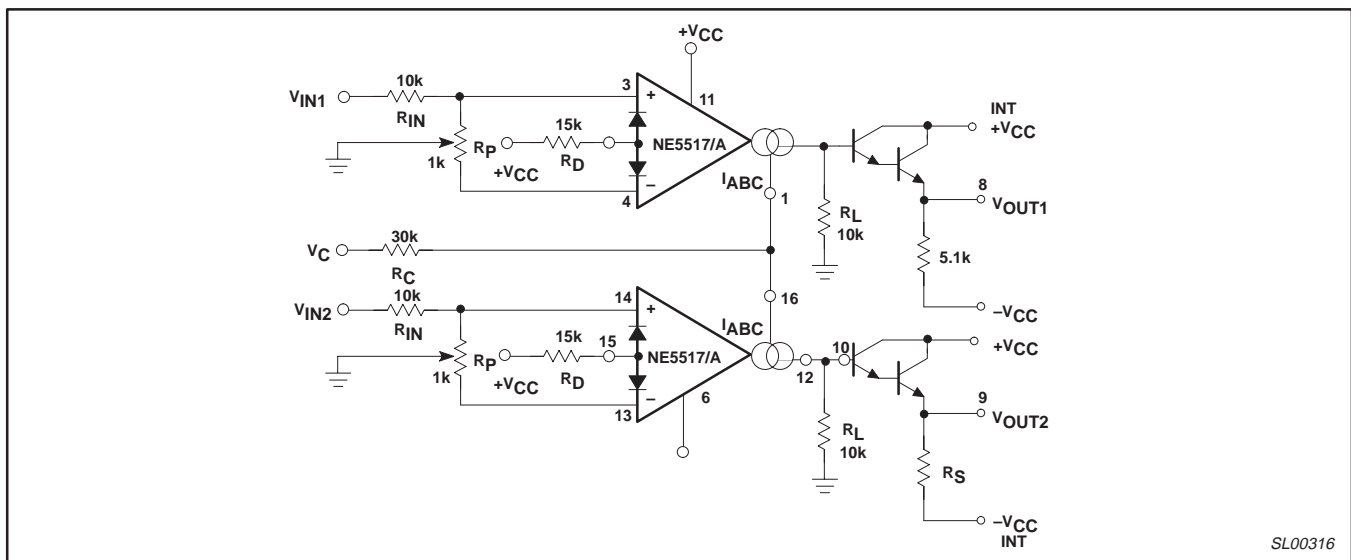 +VCC
10k
3
VIN1
+
11
INT
+VCC
RIN
15k
RP
NE5517/A
1k
+VCC
RD
–
IABC
8
4
1
VOUT1
RL
10k
5.1k
VC
30k
RC
16
–VCC
10k
14
VIN2
+
IABC
+VCC
RIN
15k
15
10
RP
NE5517/A
1k
+VCC
RD
12
–
6
9
13
VOUT2
RL
10k
RS
–VCC
INT
SL00316